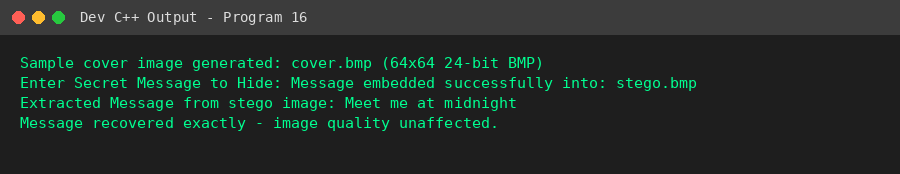 Dev C++ Output - Program 16
Sample cover image generated: cover.bmp (64x64 24-bit BMP)
Enter Secret Message to Hide: Message embedded successfully into: stego.bmp
Extracted Message from stego image: Meet me at midnight
Message recovered exactly - image quality unaffected.